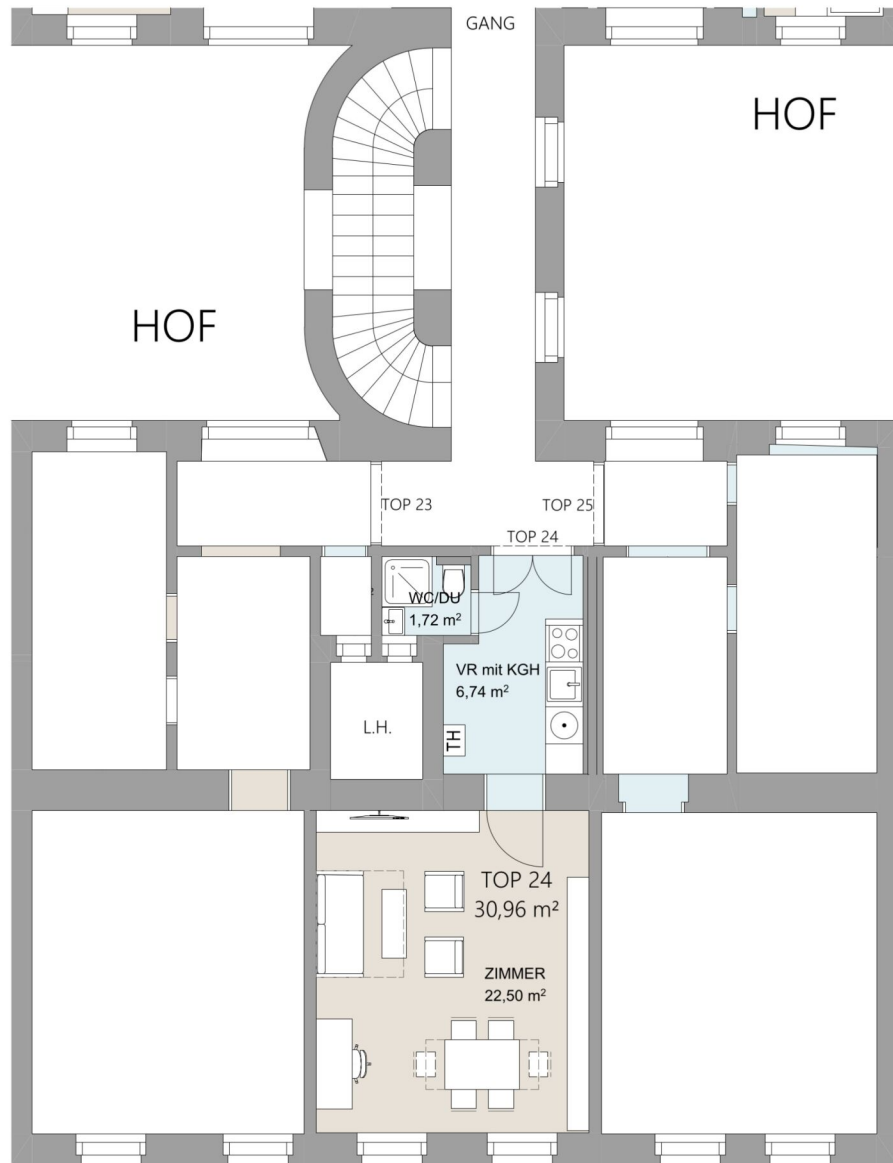 GANG
HOF
HOF
TOP 23
TOP 25
TOP 24
WC/DU
1,72 m²
VR mit KGH
6,74 m²
L.H.
TH
TOP 24
30,96 m²
ZIMMER
22,50 m²